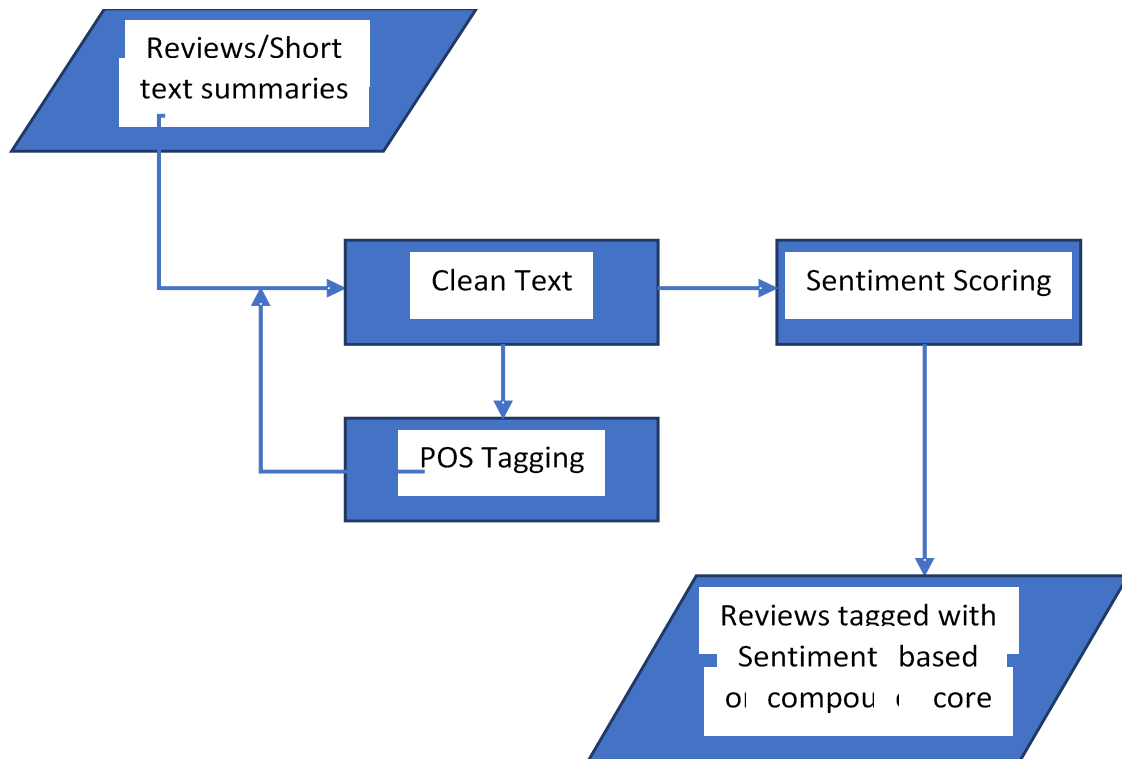 Reviews/Short
text summaries
Clean Text
Sentiment Scoring
POS Tagging
Reviews tagged with
Sentiment based